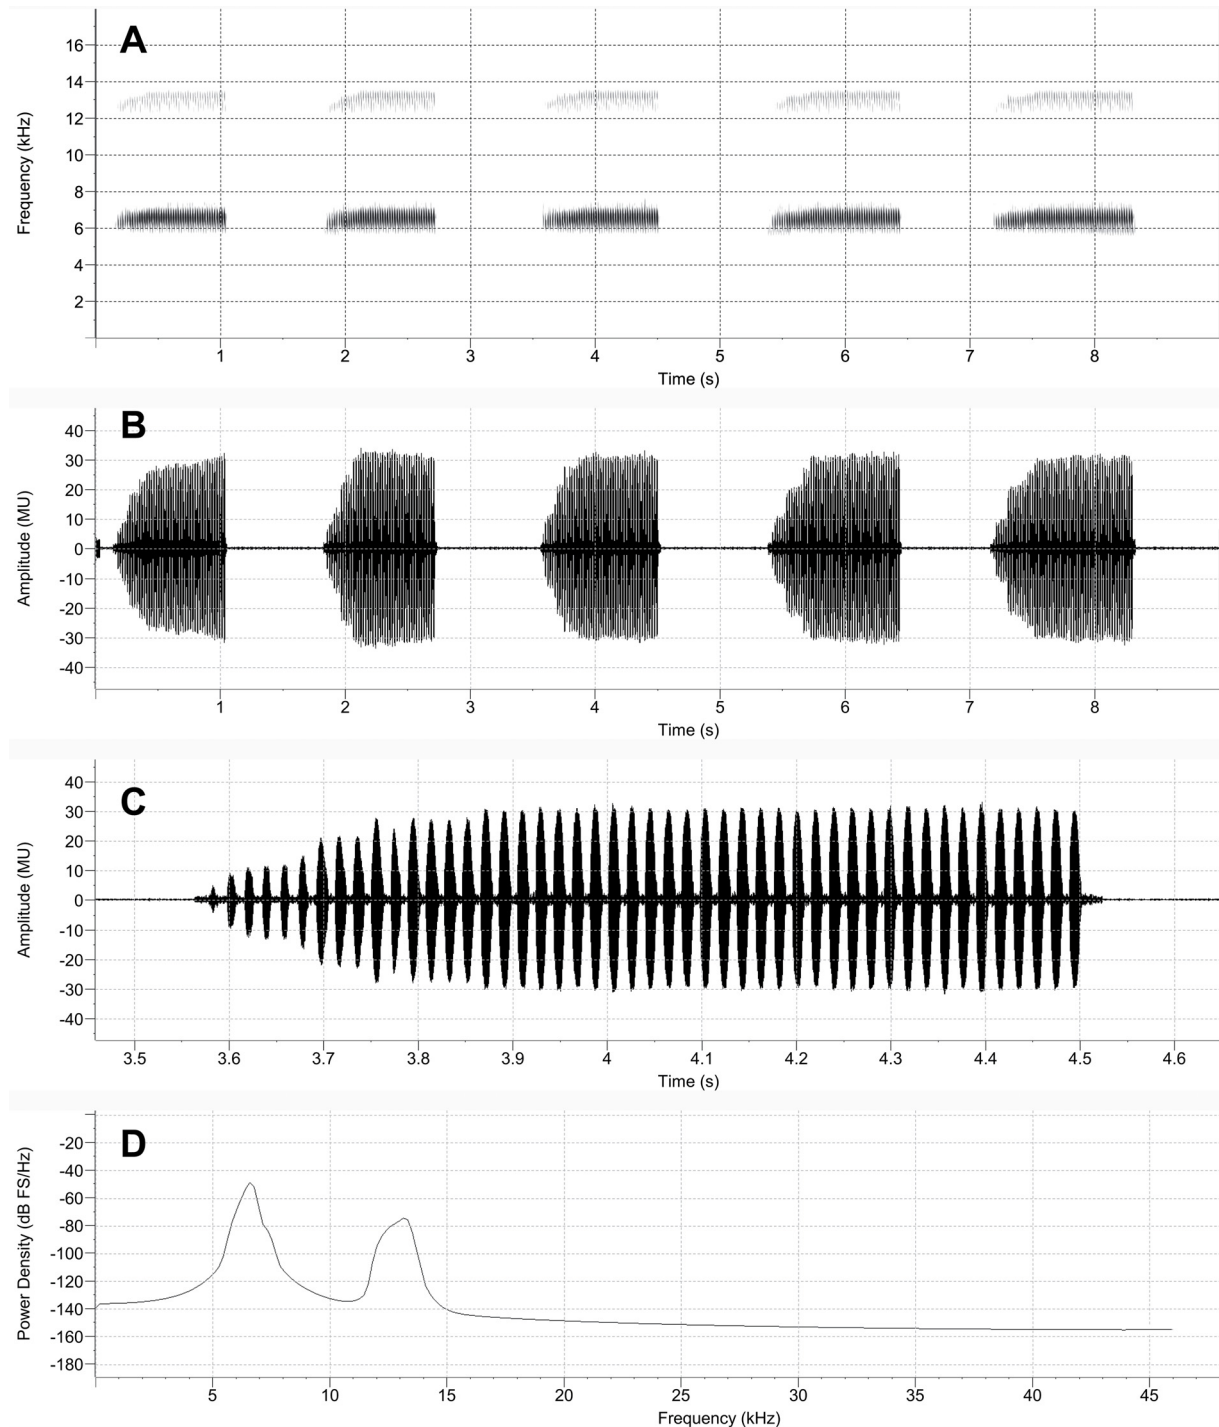 A
16
14
12
10
8
6
4
2
Frequency (kHz)
1 2 3 4 5 6 7 8
Time (s)
B
40
30
20
10
0
-10
-20
-30
-40
Amplitude (MU)
1 2 3 4 5 6 7 8
Time (s)
C
40
30
20
10
0
-10
-20
-30
-40
Amplitude (MU)
3.5 3.6 3.7 3.8 3.9 4 4.1 4.2 4.3 4.4 4.5 4.6
Time (s)
D
-20
-40
-60
-80
-100
-120
-140
-160
-180
Power Density (dB FS/Hz)
5 10 15 20 25 30 35 40 45
Frequency (kHz)